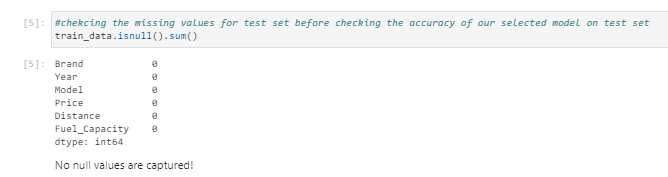 [5]: #chekcing the missing values for test set before checking the accuracy of our selected model on test set
train_data.isnull().sum()
[5]: Brand 0
Year 0
Model 0
Price 0
Distance 0
Fuel_Capacity 0
dtype: int64
No null values are captured!